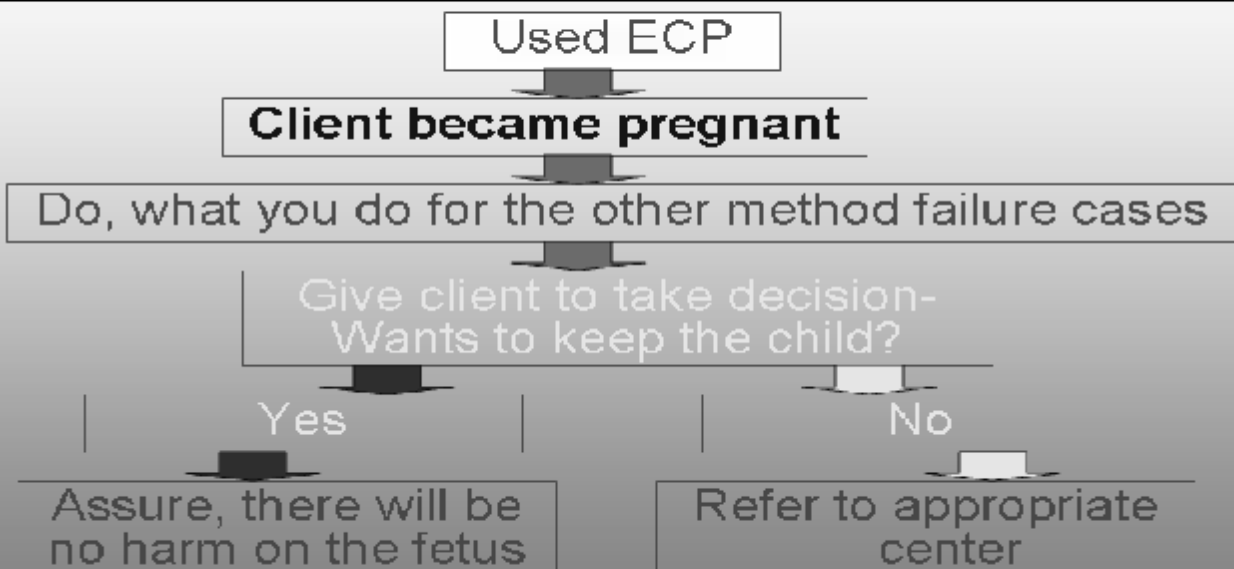 Used ECP
Client became pregnant
Do, what you do for the other method failure cases
Give client to take decision-
Wants to keep the child?
Yes
No
Assure, there will be
no harm on the fetus
Refer to appropriate
center